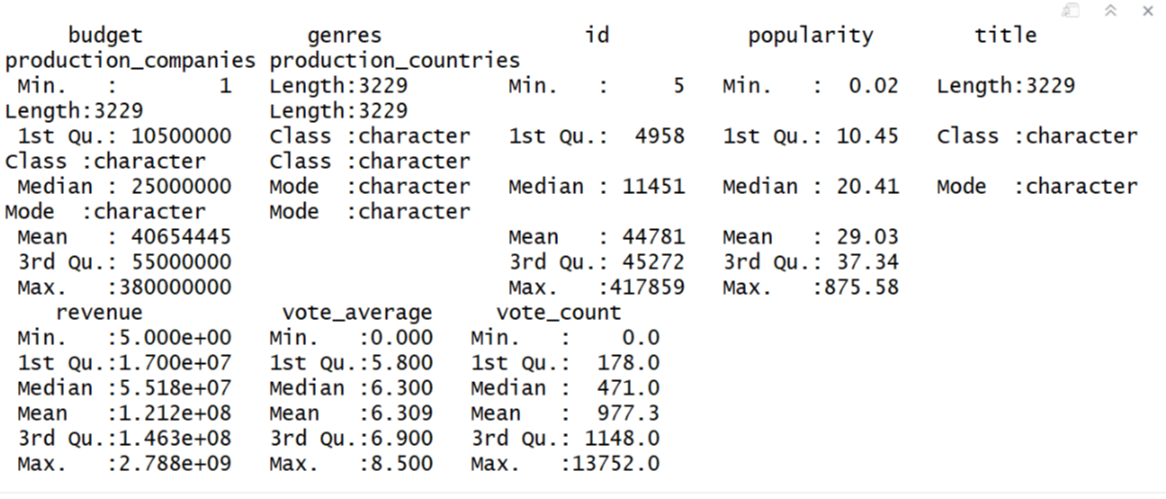 budget             genres                id           popularity        title
production_companies production_countries
 Min.   :        1   Length:3229        Min.   :     5   Min.   :  0.02   Length:3229
Length:3229          Length:3229
 1st Qu.: 10500000   Class :character   1st Qu.:  4958   1st Qu.: 10.45   Class :character
Class :character     Class :character
 Median : 25000000   Mode  :character   Median : 11451   Median : 20.41   Mode  :character
Mode  :character     Mode  :character
 Mean   : 40654445                      Mean   : 44781   Mean   : 29.03
 3rd Qu.: 55000000                      3rd Qu.: 45272   3rd Qu.: 37.34
 Max.   :380000000                      Max.   :417859   Max.   :875.58
    revenue           vote_average     vote_count
 Min.   :5.000e+00   Min.   :0.000   Min.   :    0.0
 1st Qu.:1.700e+07   1st Qu.:5.800   1st Qu.:  178.0
 Median :5.518e+07   Median :6.300   Median :  471.0
 Mean   :1.212e+08   Mean   :6.309   Mean   :  977.3
 3rd Qu.:1.463e+08   3rd Qu.:6.900   3rd Qu.: 1148.0
 Max.   :2.788e+09   Max.   :8.500   Max.   :13752.0